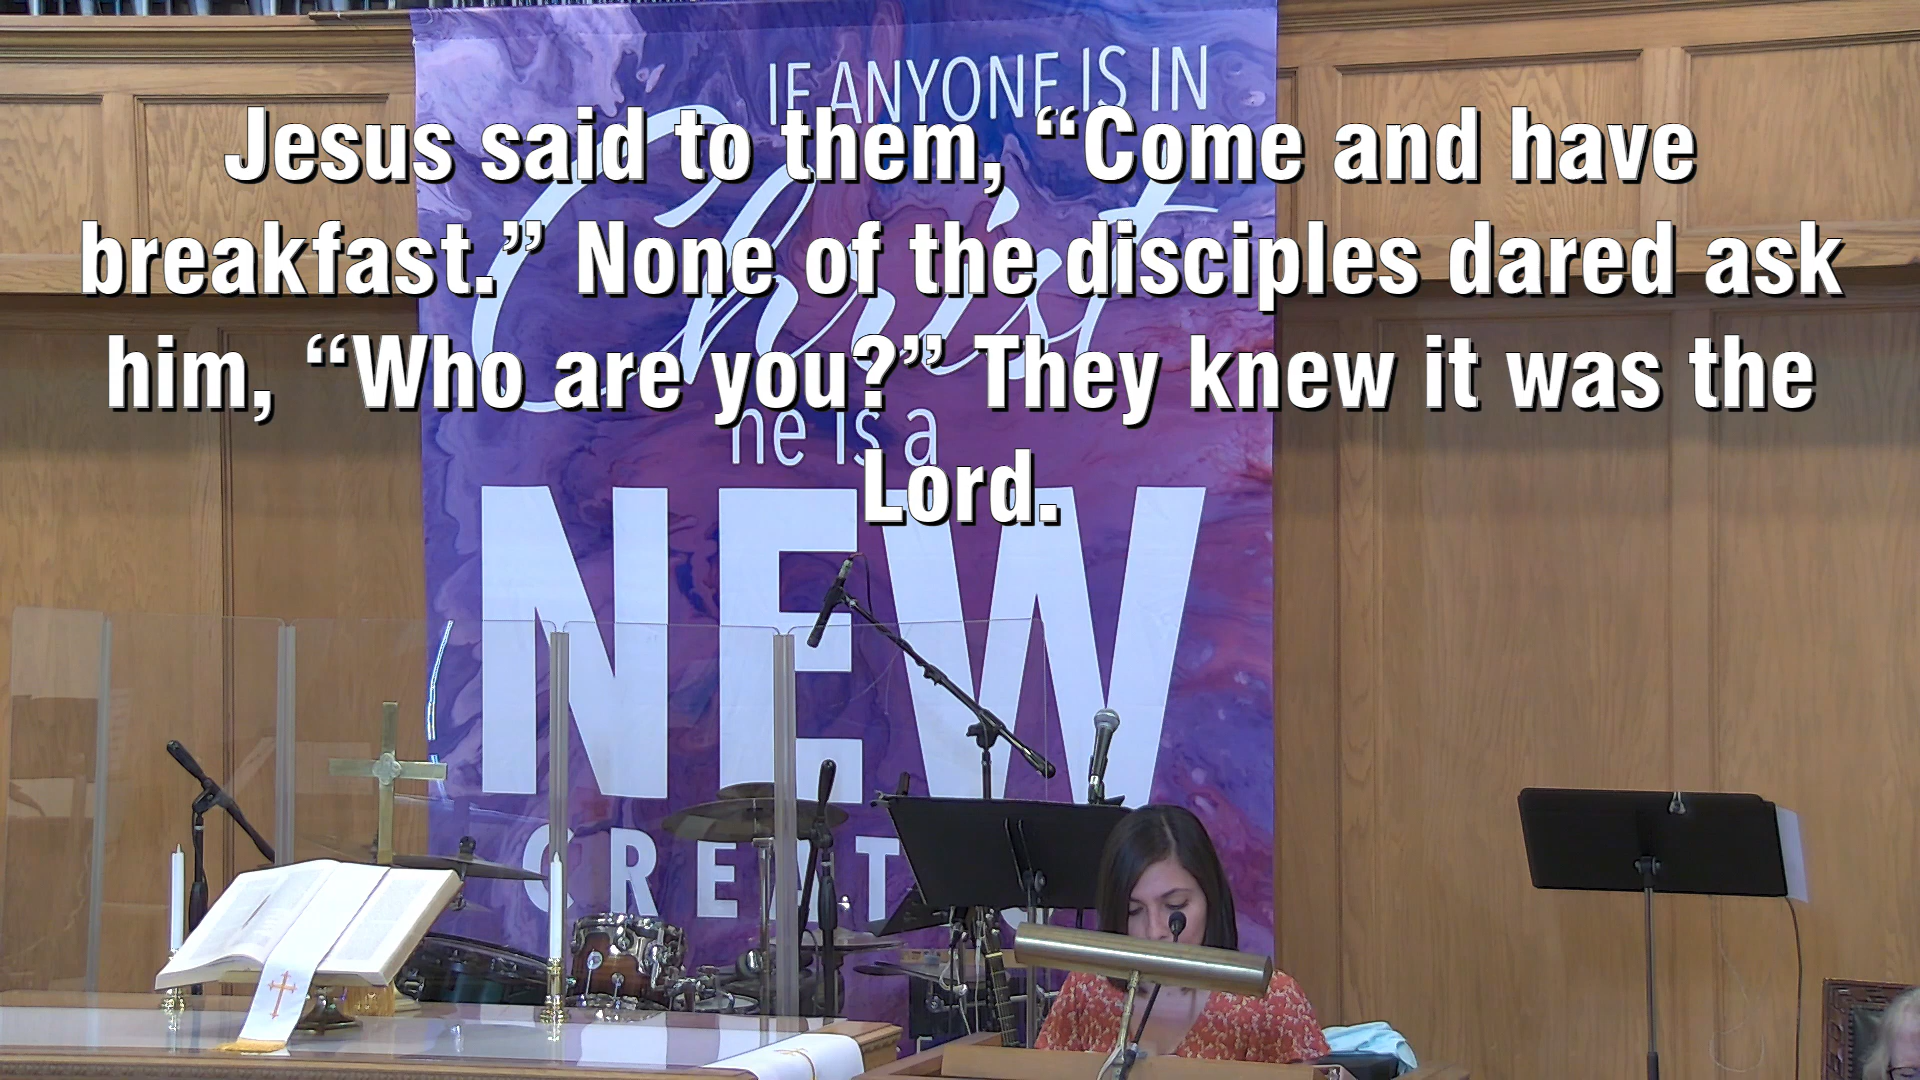 IF ANYONE IS IN
Jesus said to them, “Come and have
Christ
breakfast.” None of the disciples dared ask
him, “Who are you?” They knew it was the
he is a
Lord.
NEW
CREAT